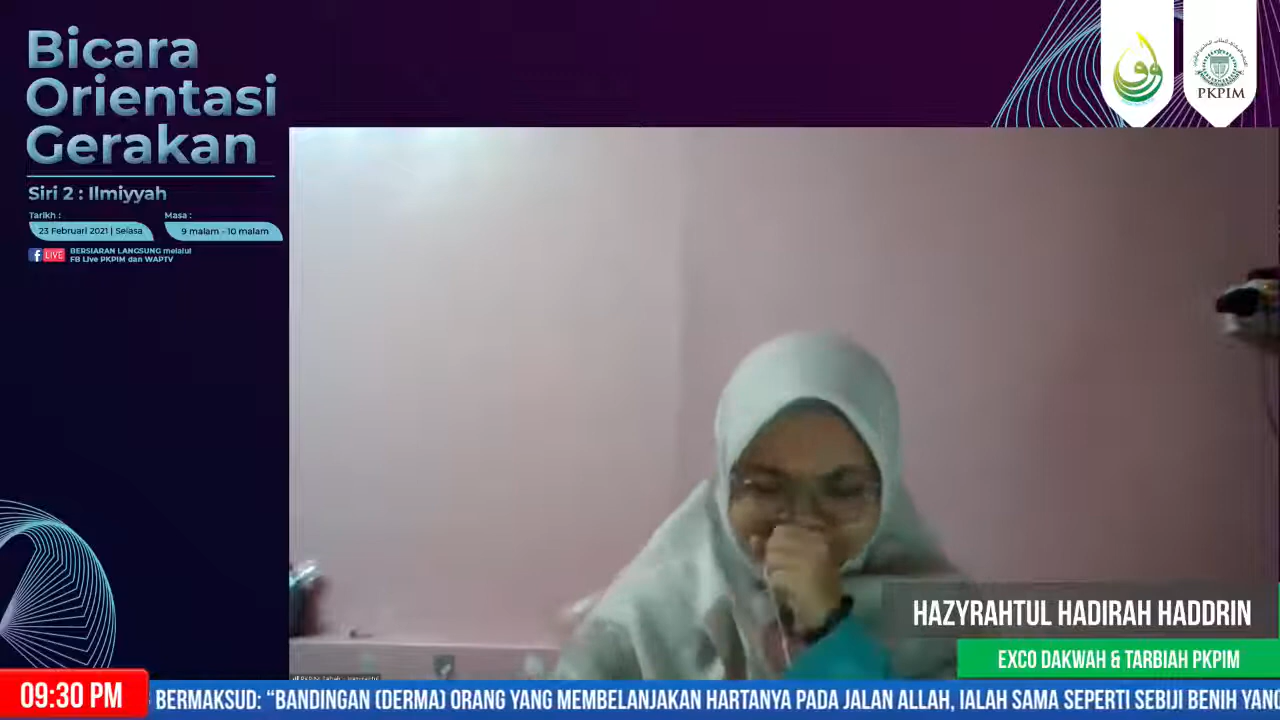 Bicara
Orientasi
Gerakan
Siri 2 : Ilmiyyah
Tarikh :
Masa :
23 Februari 2021 | Selasa
9 malam - 10 malam
f LIVE
BERSIARAN LANGSUNG melalui
FB Live PKPIM dan WAPTV
PKPIM
HAZYRAHTUL HADIRAH HADDRIN
EXCO DAKWAH & TARBIAH PKPIM
09:30 PM
BERMAKSUD: “BANDINGAN (DERMA) ORANG YANG MEMBELANJAKAN HARTANYA PADA JALAN ALLAH, IALAH SAMA SEPERTI SEBIJI BENIH YANG